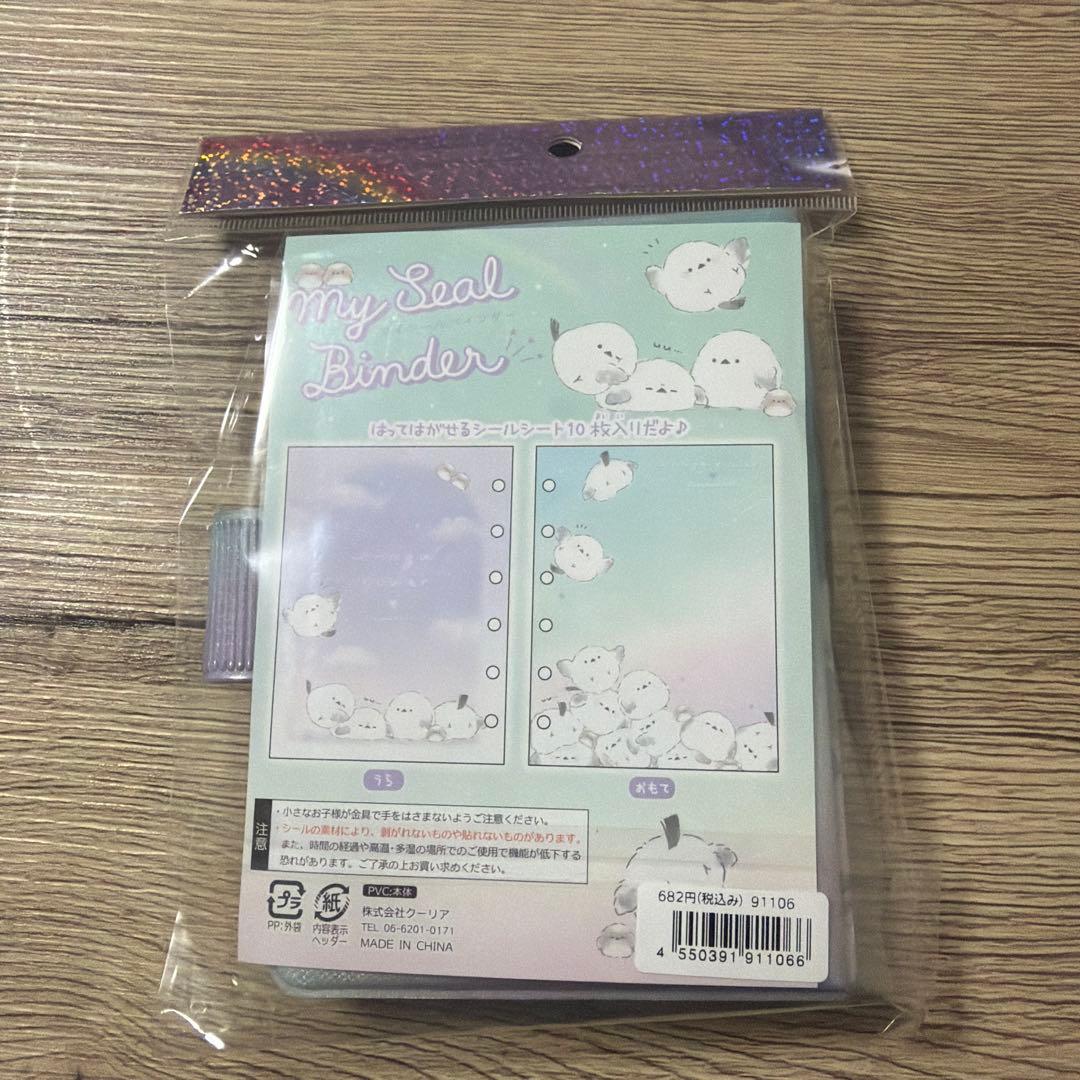 My Seal
Binder
uu...
はってはがせるシールシート10枚入りだよ♪
まいい
うら
おもて
注意
・小さなお子様が金具で手をはさまないようご注意ください。
・シールの素材により、剥がれないものや貼れないものがあります。
また、時間の経過や高温・多湿の場所でのご使用で機能が低下する
恐れがあります。ご了承の上お買い求めください。
プラ
PP:外袋
紙
内容表示
ヘッダー
PVC:本体
株式会社クーリア
TEL 06-6201-0171
MADE IN CHINA
682円(税込み) 91106
4 550391 911066